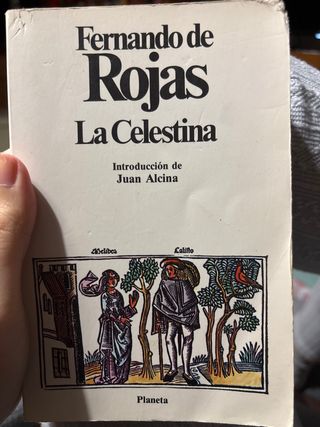 Fernando de
Rojas
La Celestina
Introducción de
Juan Alcina
Melibea Calisto
Planeta